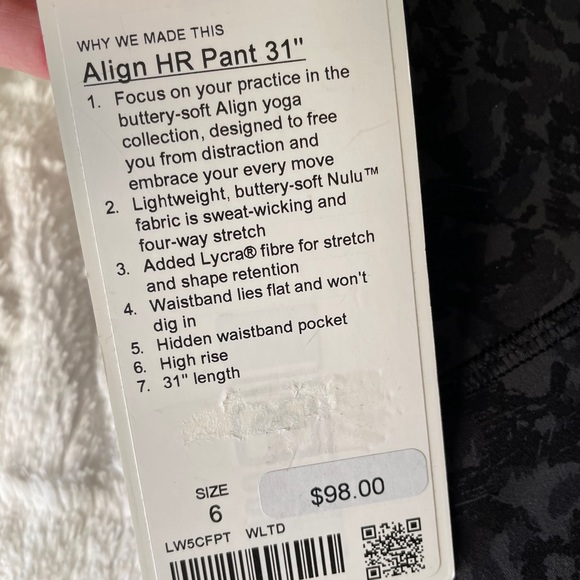 WHY WE MADE THIS
Align HR Pant 31"
1. Focus on your practice in the
buttery-soft Align yoga
collection, designed to free
you from distraction and
embrace your every move
2. Lightweight, buttery-soft Nulu™
fabric is sweat-wicking and
four-way stretch
3. Added Lycra® fibre for stretch
and shape retention
4. Waistband lies flat and won't
dig in
5. Hidden waistband pocket
6. High rise
7. 31" length
SIZE
6
$98.00
LW5CFPT WLTD